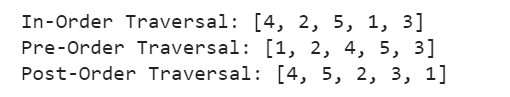 In-Order Traversal: [4, 2, 5, 1, 3]
Pre-Order Traversal: [1, 2, 4, 5, 3]
Post-Order Traversal: [4, 5, 2, 3, 1]